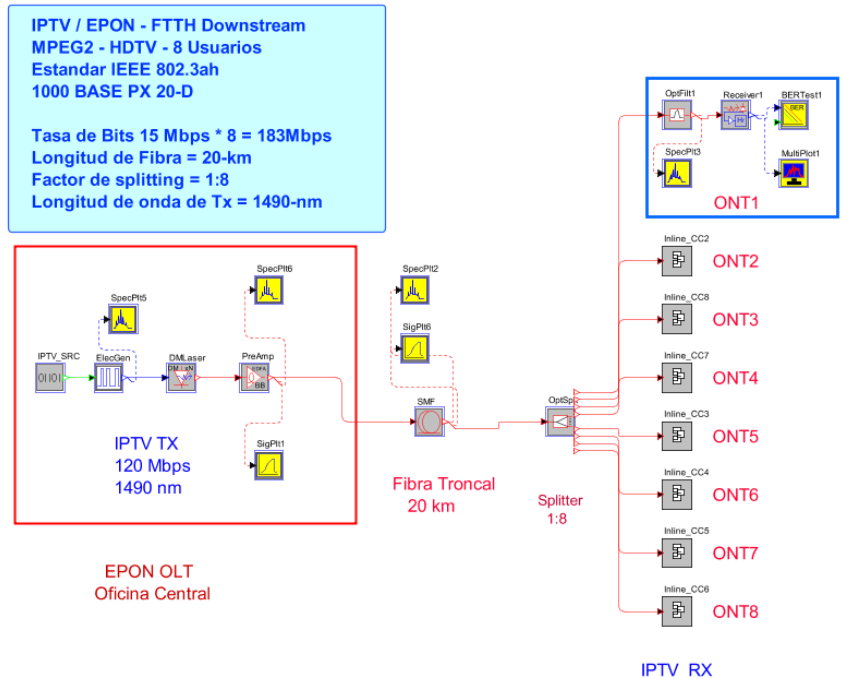 IPTV / EPON - FTTH Downstream
MPEG2 - HDTV - 8 Usuarios
Estandar IEEE 802.3ah
1000 BASE PX 20-D
Tasa de Bits 15 Mbps * 8 = 183Mbps
Longitud de Fibra = 20-km
Factor de splitting = 1:8
Longitud de onda de Tx = 1490-nm
OptFilt1
Receiver1
BERTest1
BER
SpecPlt3
MultiPlot1
ONT1
Inline_CC2
ONT2
Inline_CC8
ONT3
Inline_CC7
ONT4
Inline_CC3
ONT5
Inline_CC4
ONT6
Inline_CC5
ONT7
Inline_CC6
ONT8
IPTV RX
SpecPlt5
SpecPlt6
SpecPlt2
SigPlt6
IPTV_SRC
ElecGen
DMLaser
PreAmp
EDFA
BB
SMF
SigPlt1
IPTV TX
120 Mbps
1490 nm
Fibra Troncal
20 km
Splitter
1:8
EPON OLT
Oficina Central